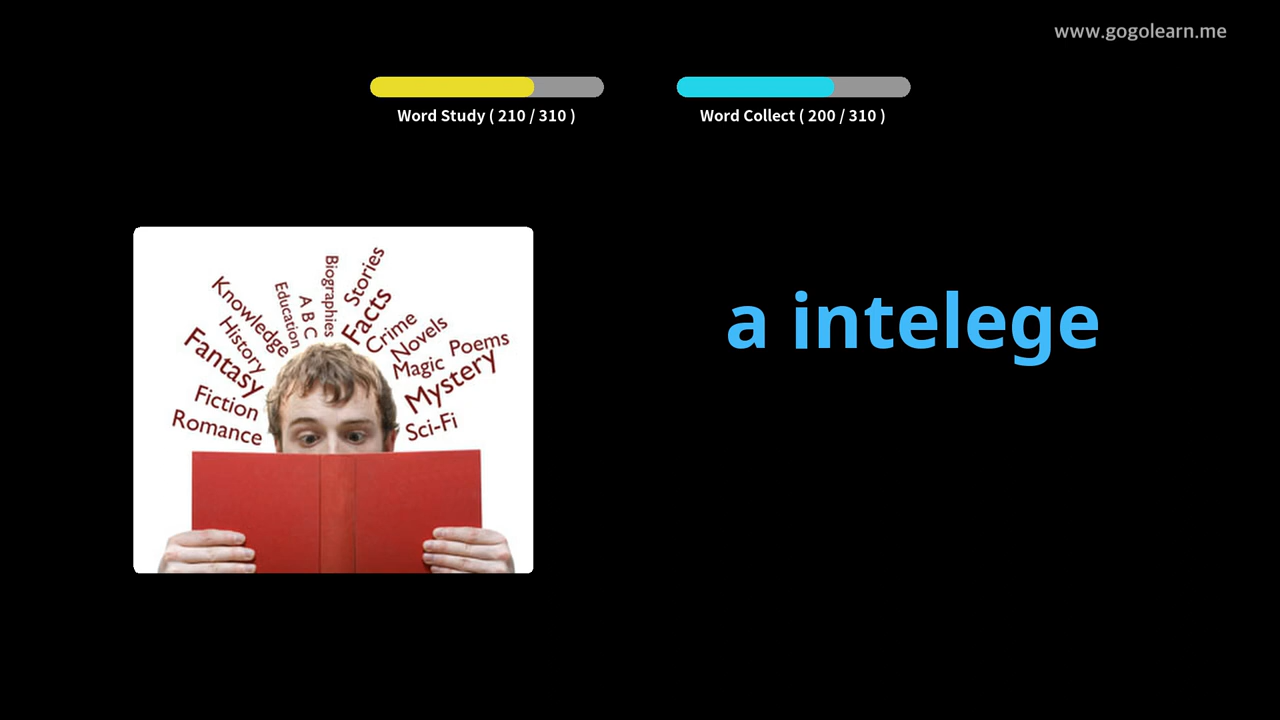 www.gogolearn.me
Word Study ( 210 / 310 )
Word Collect ( 200 / 310 )
Knowledge
Education
A B C
Biographies
Stories
Facts
Crime
Novels
Poems
History
Magic
Fantasy
Mystery
Fiction
Sci-Fi
Romance
a intelege